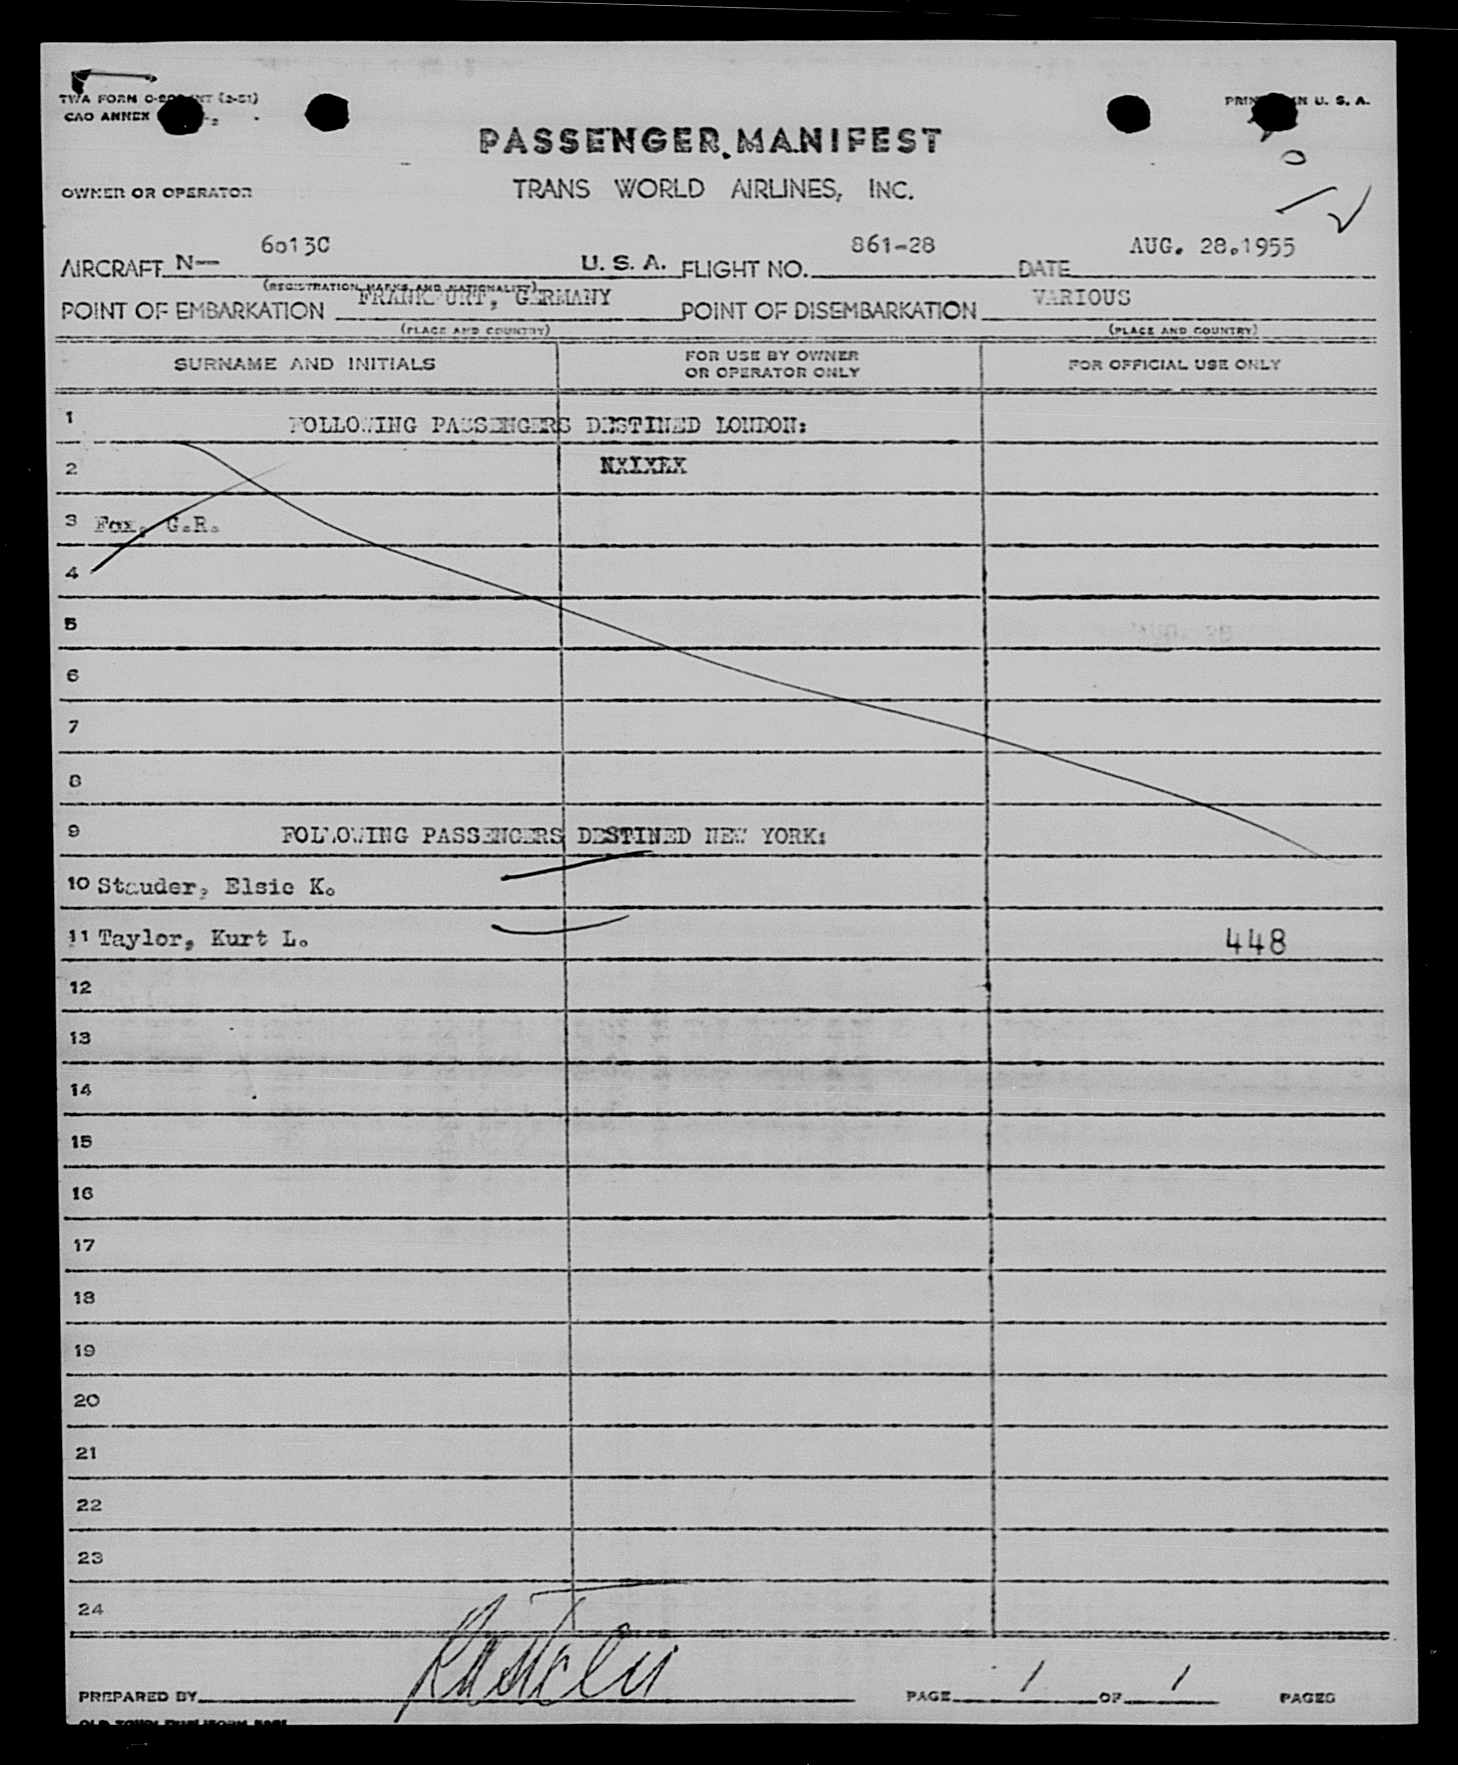 TWA FORM (2-51)
PRINTED IN U. S. A.
CAO ANNEX
PASSENGER MANIFEST
OWNER OR OPERATOR
TRANS WORLD AIRLINES, INC.
AIRCRAFT N— 6013C U. S. A. FLIGHT NO. 861-28 DATE AUG. 28,1955
(REGISTRATION MARKS AND NATIONALITY)
POINT OF EMBARKATION FRANKFURT, GERMANY POINT OF DISEMBARKATION VARIOUS
(PLACE AND COUNTRY) (PLACE AND COUNTRY)
SURNAME AND INITIALS FOR USE BY OWNER OR OPERATOR ONLY FOR OFFICIAL USE ONLY
1 FOLLOWING PASSENGERS DESTINED LONDON:
2
3 Fox, G.R.
4
5
6
7
8
9 FOLLOWING PASSENGERS DESTINED NEW YORK:
10 Stauder, Elsie K.
11 Taylor, Kurt L. 448
12
13
14
15
16
17
18
19
20
21
22
23
24
PREPARED BY PAGE 1 OF 1 PAGES